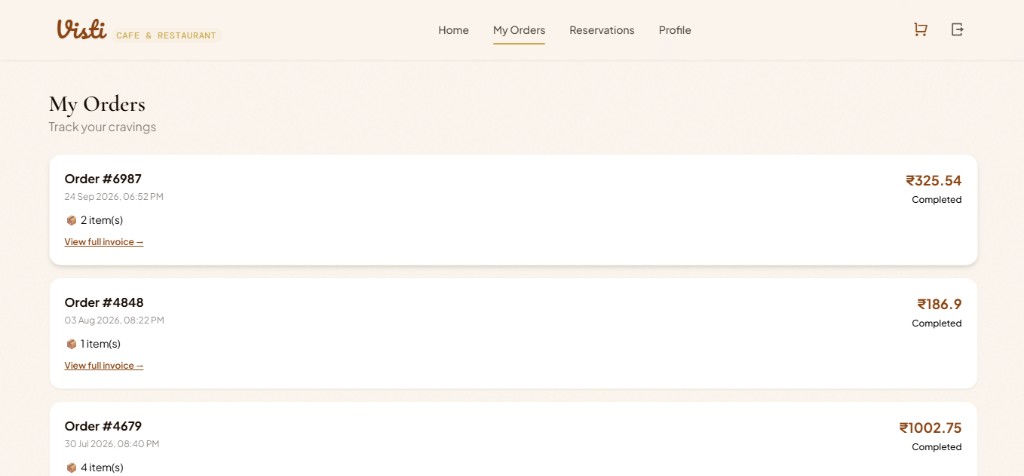 Visti CAFE & RESTAURANT
Home My Orders Reservations Profile
My Orders
Track your cravings
Order #6987
₹325.54
24 Sep 2026, 06:52 PM
Completed
2 item(s)
View full invoice →
Order #4848
₹186.9
03 Aug 2026, 08:22 PM
Completed
1 item(s)
View full invoice →
Order #4679
₹1002.75
30 Jul 2026, 08:40 PM
Completed
4 item(s)